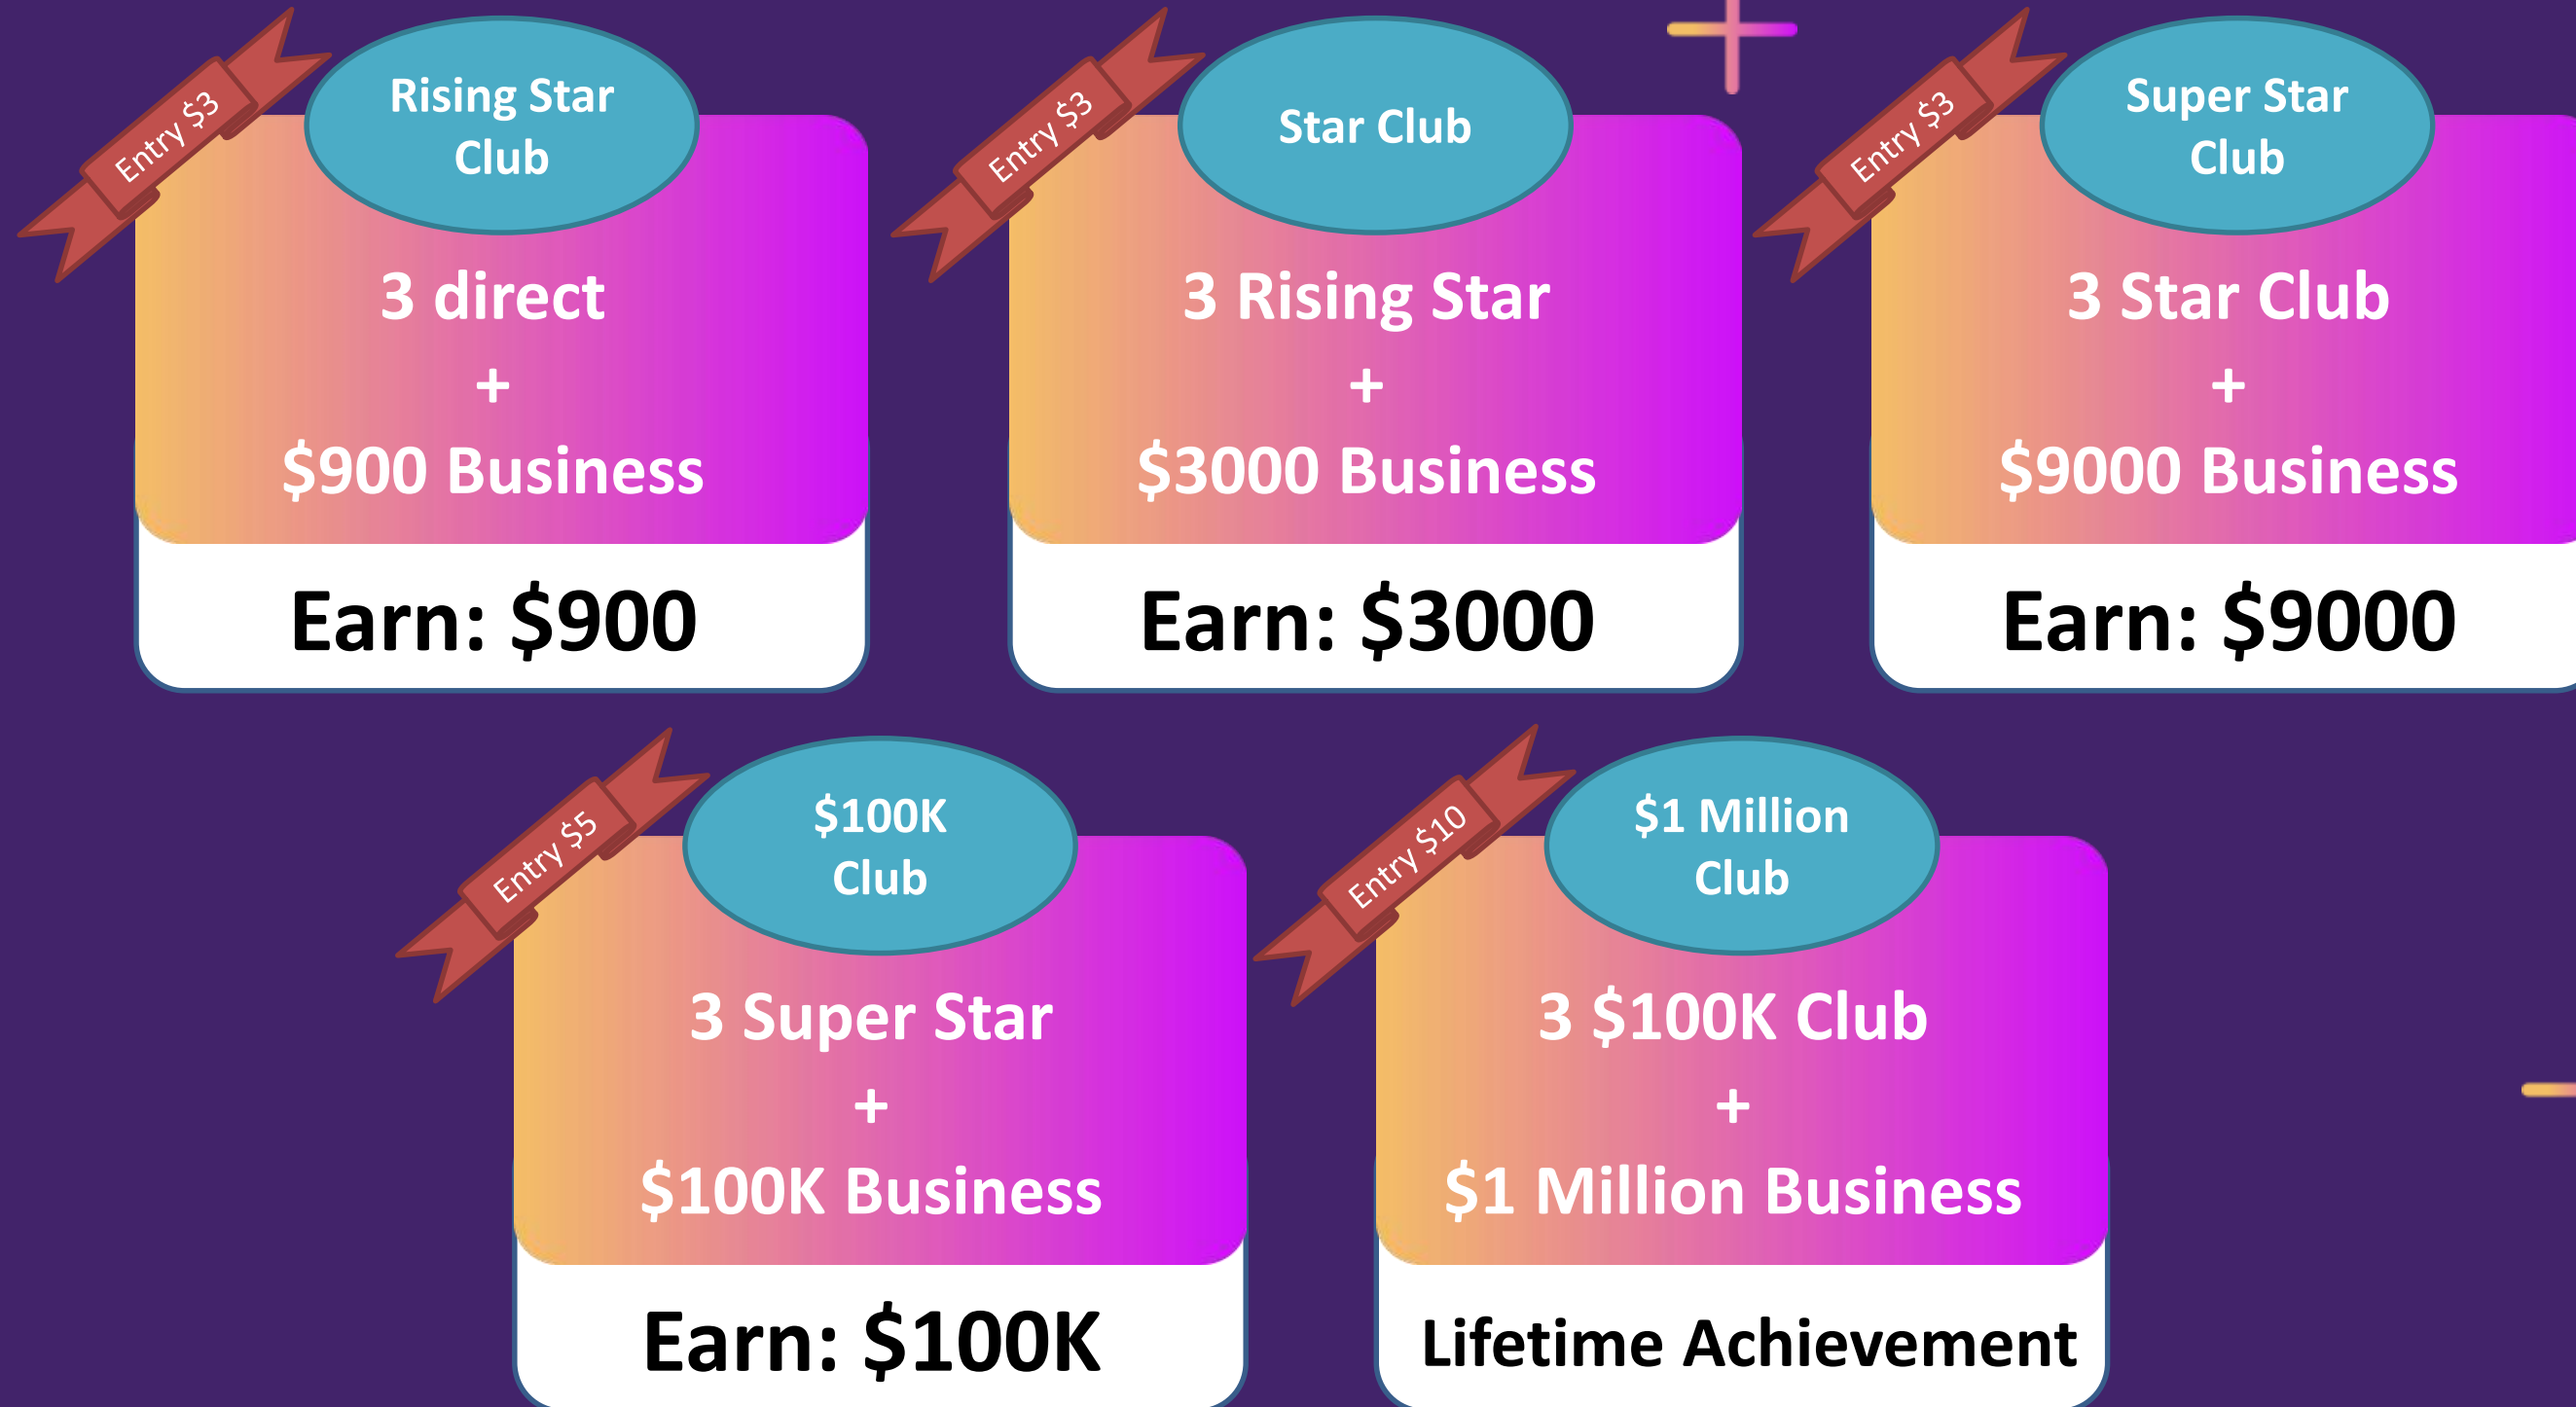 Entry $3
Rising Star
Club
3 direct
+
$900 Business
Earn: $900
Entry $3
Star Club
3 Rising Star
+
$3000 Business
Earn: $3000
Entry $3
Super Star
Club
3 Star Club
+
$9000 Business
Earn: $9000
Entry $5
$100K
Club
3 Super Star
+
$100K Business
Earn: $100K
Entry $10
$1 Million
Club
3 $100K Club
+
$1 Million Business
Lifetime Achievement